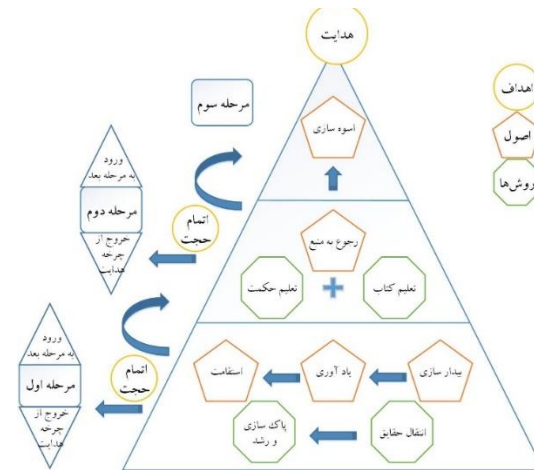 هدایت
اهداف
اصول
روش‌ها
مرحله سوم
اسوه سازی
ورود
به مرحله بعد
مرحله دوم
خروج از
چرخه
هدایت
اتمام
حجت
رجوع به منبع
تعلیم کتاب
+
تعلیم حکمت
ورود
به مرحله بعد
مرحله اول
خروج از
چرخه
هدایت
اتمام
حجت
بیدار سازی
یاد آوری
استقامت
انتقال حقایق
پاک سازی
و رشد